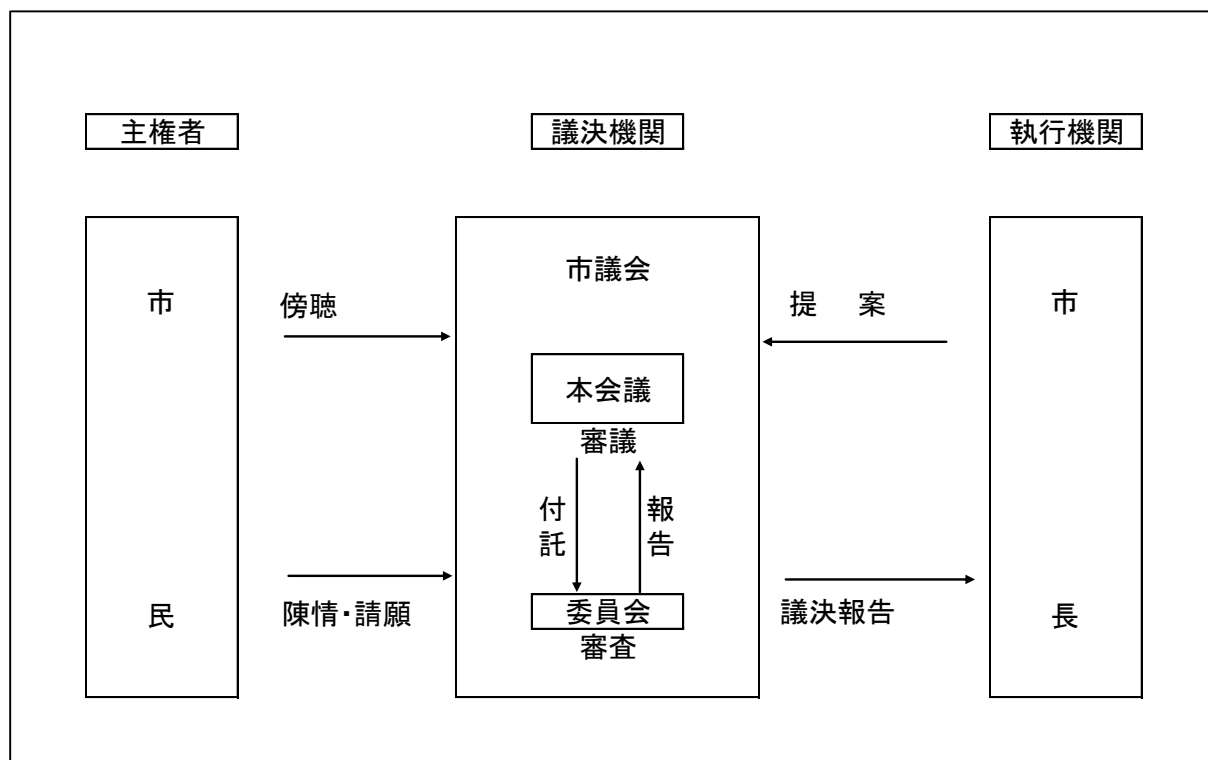 主権者
議決機関
執行機関
市民
傍聴
陳情・請願
市議会
本会議
審議
付託
報告
委員会
審査
提　案
議決報告
市長